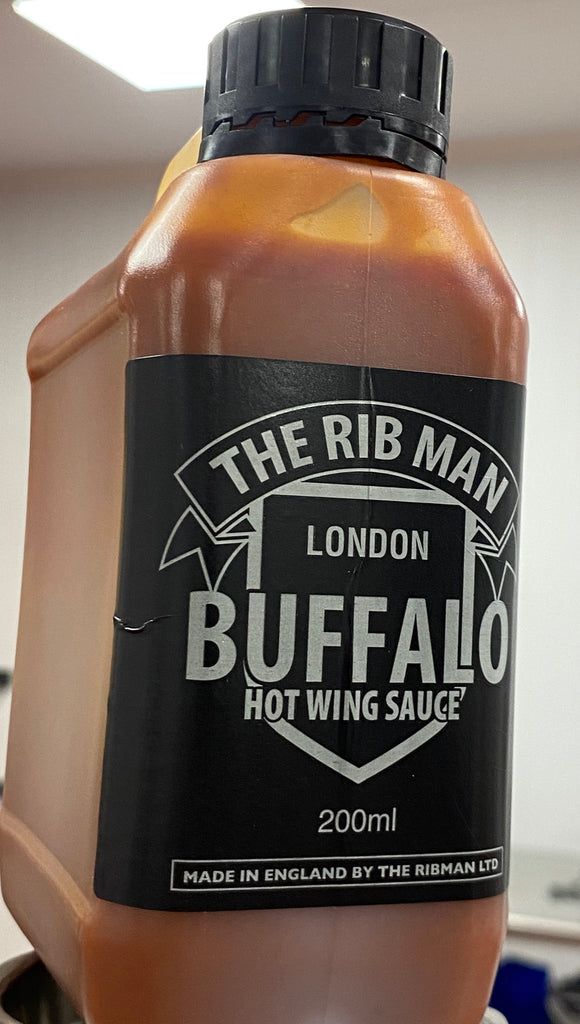 THE RIB MAN
LONDON
BUFFALO
HOT WING SAUCE
200ml
MADE IN ENGLAND BY THE RIBMAN LTD